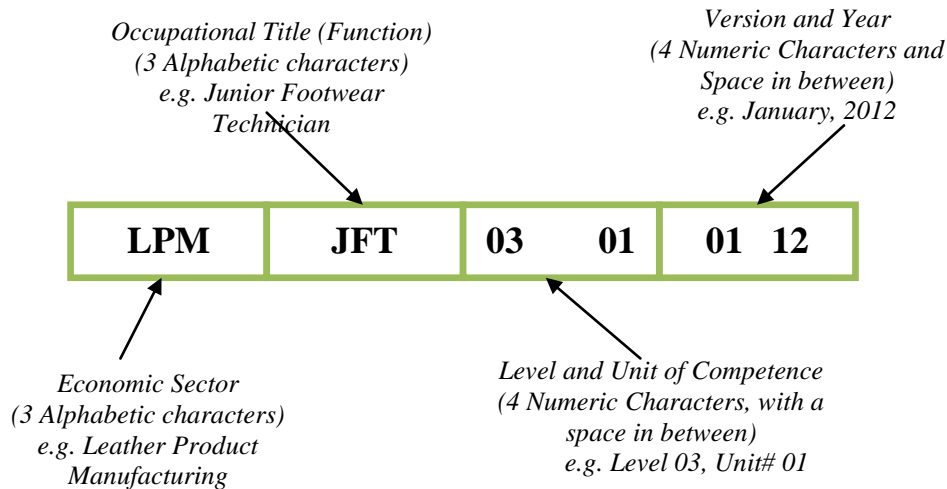 Occupational Title (Function)
(3 Alphabetic characters)
e.g. Junior Footwear
Technician
Version and Year
(4 Numeric Characters and
Space in between)
e.g. January, 2012
LPM JFT 03 01 01 12
Economic Sector
(3 Alphabetic characters)
e.g. Leather Product
Manufacturing
Level and Unit of Competence
(4 Numeric Characters, with a
space in between)
e.g. Level 03, Unit# 01